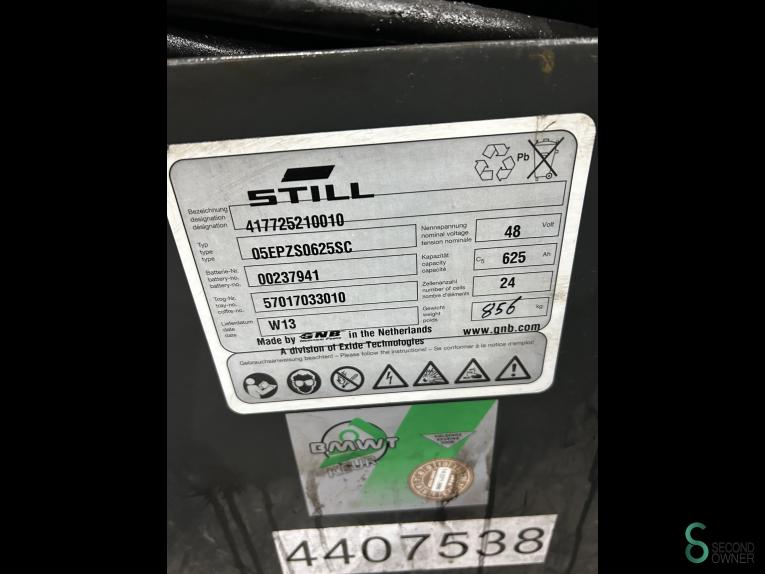 Pb
STILL
Bezeichnung
designation
désignation
417725210010
Typ
type
type
05EPZS0625SC
Batterie-Nr.
battery-no.
battery-no.
00237941
Trog-Nr.
tray-no.
coffre-no.
57017033010
Lieferdatum
date
date
W13
Nennspannung
nominal voltage
tension nominale
48 Volt
Kapazität
capacity
capacité
C5 625 Ah
Zellenanzahl
number of cells
nombre d'éléments
24
Gewicht
weight
poids
856 kg
Made by GNB in the Netherlands
www.gnb.com
A division of Exide Technologies
Gebrauchsanweisung beachten! – Please follow the instructions! – Se conformer à la notice d'emploi!
BMWT
KEUR
4407538
SECOND
OWNER